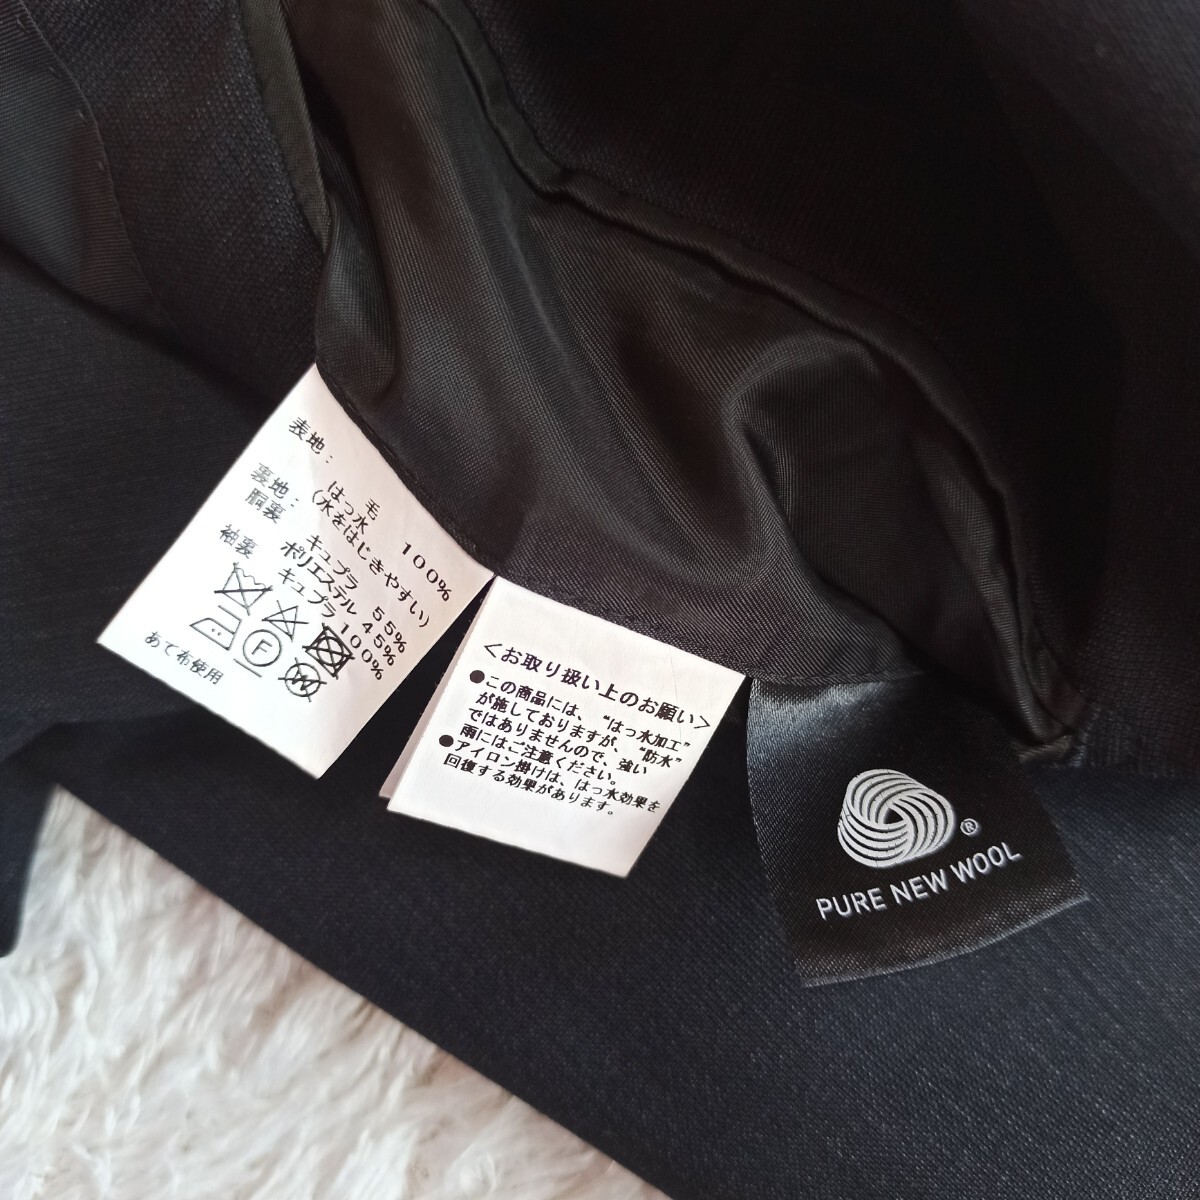 表地：
毛 100%
はっ水
(水をはじきやすい)
裏地：
胴裏 キュプラ 55%
ポリエステル 45%
袖裏 キュプラ100%
F
W
あて布使用
＜お取り扱い上のお願い＞
●この商品には、“はっ水加工”
が施しておりますが、“防水”
ではありませんので、強い
雨にはご注意ください。
●アイロン掛けは、はっ水効果を
回復する効果があります。
®
PURE NEW WOOL